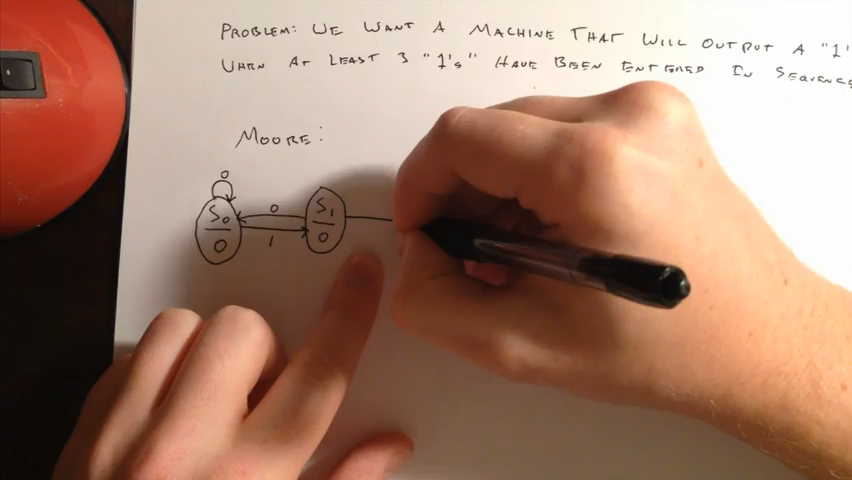 PROBLEM: WE WANT A MACHINE THAT WILL OUTPUT A "1"
WHEN AT LEAST 3 "1's" HAVE BEEN ENTERED IN SEQUENCE
MOORE:
0
S0 0 S1
0 1 0